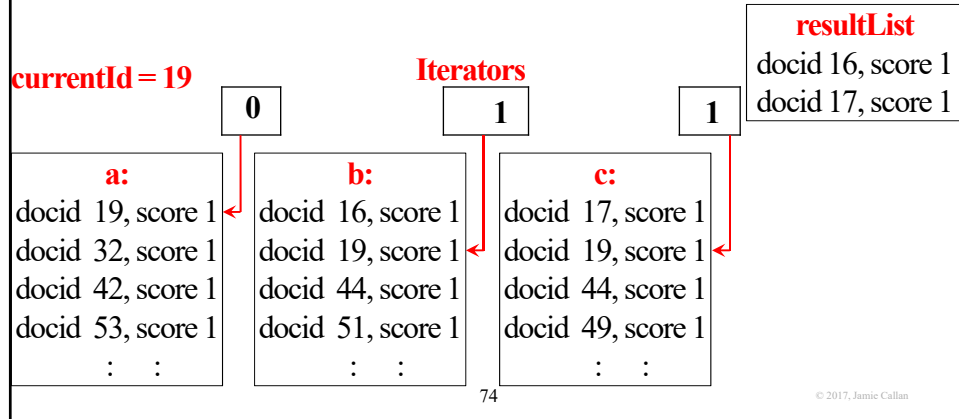 resultList
docid 16, score 1
docid 17, score 1
currentId = 19
Iterators
0
1
1
a:
docid 19, score 1
docid 32, score 1
docid 42, score 1
docid 53, score 1
: :
b:
docid 16, score 1
docid 19, score 1
docid 44, score 1
docid 51, score 1
: :
c:
docid 17, score 1
docid 19, score 1
docid 44, score 1
docid 49, score 1
: :
74
© 2017, Jamie Callan